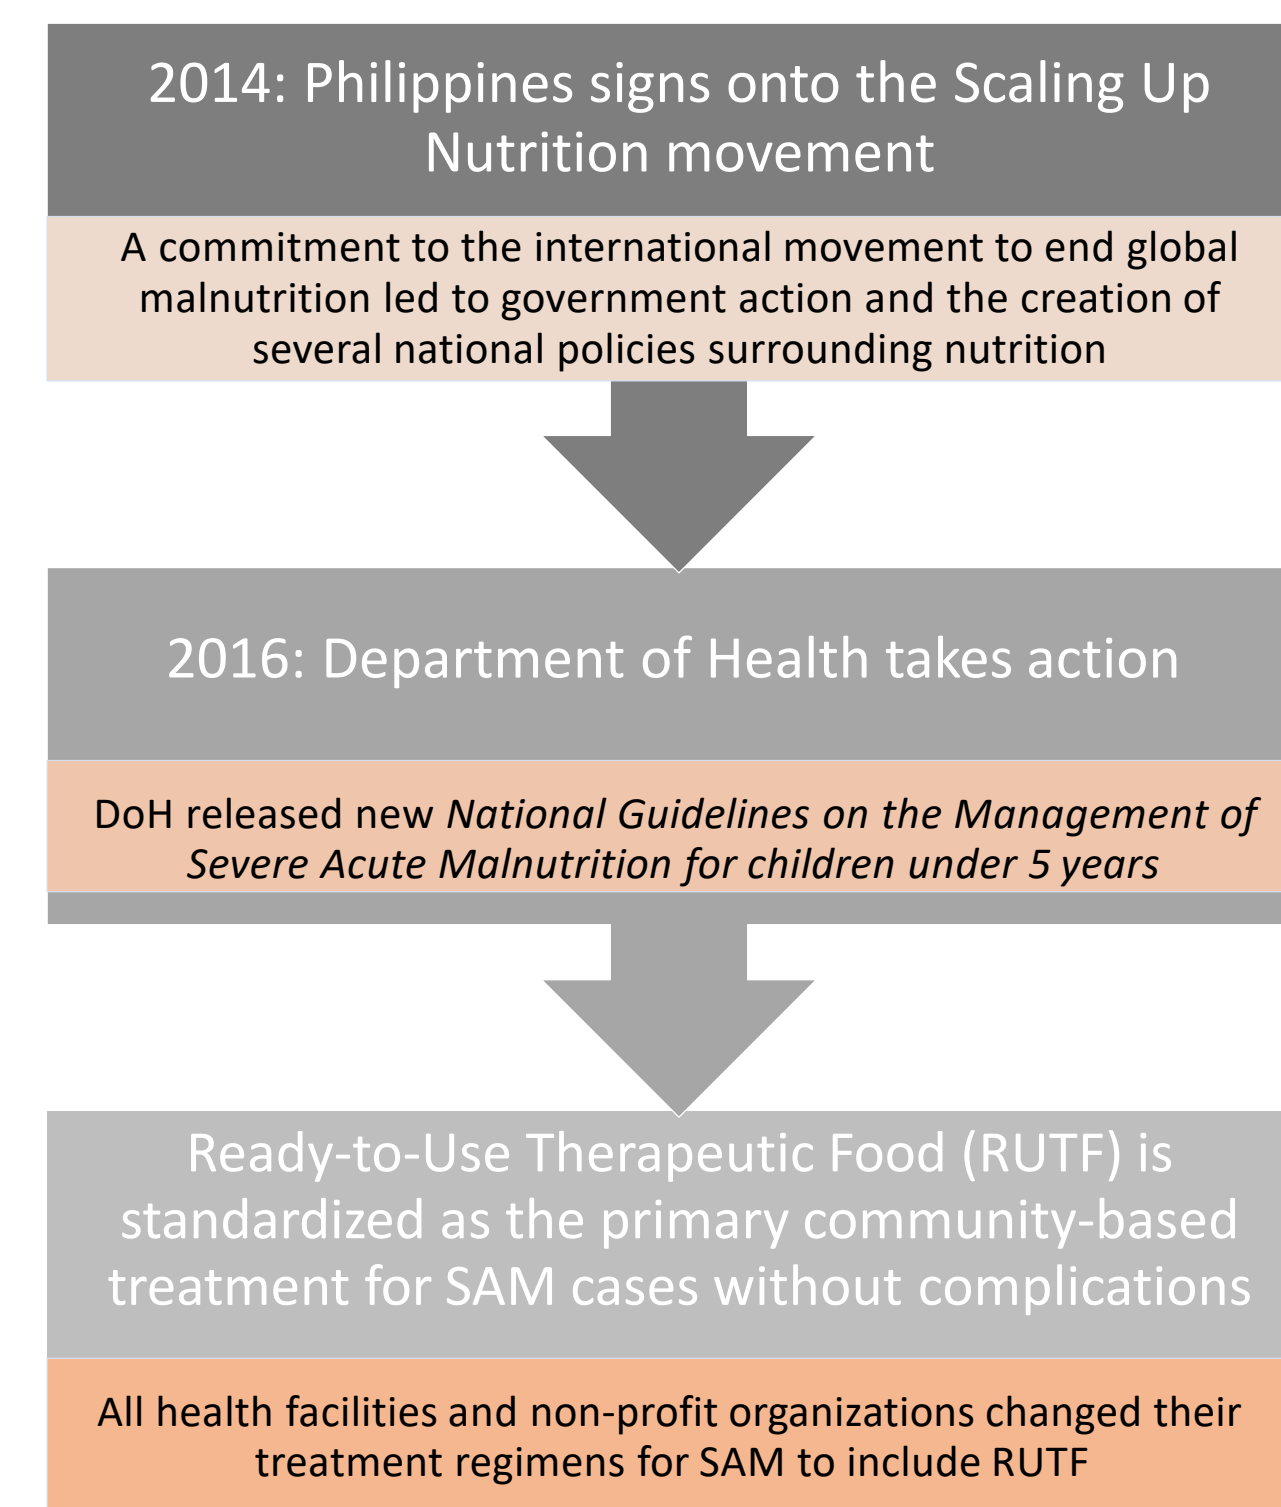 2014: Philippines signs onto the Scaling Up
Nutrition movement
A commitment to the international movement to end global
malnutrition led to government action and the creation of
several national policies surrounding nutrition
2016: Department of Health takes action
DoH released new National Guidelines on the Management of
Severe Acute Malnutrition for children under 5 years
Ready-to-Use Therapeutic Food (RUTF) is
standardized as the primary community-based
treatment for SAM cases without complications
All health facilities and non-profit organizations changed their
treatment regimens for SAM to include RUTF